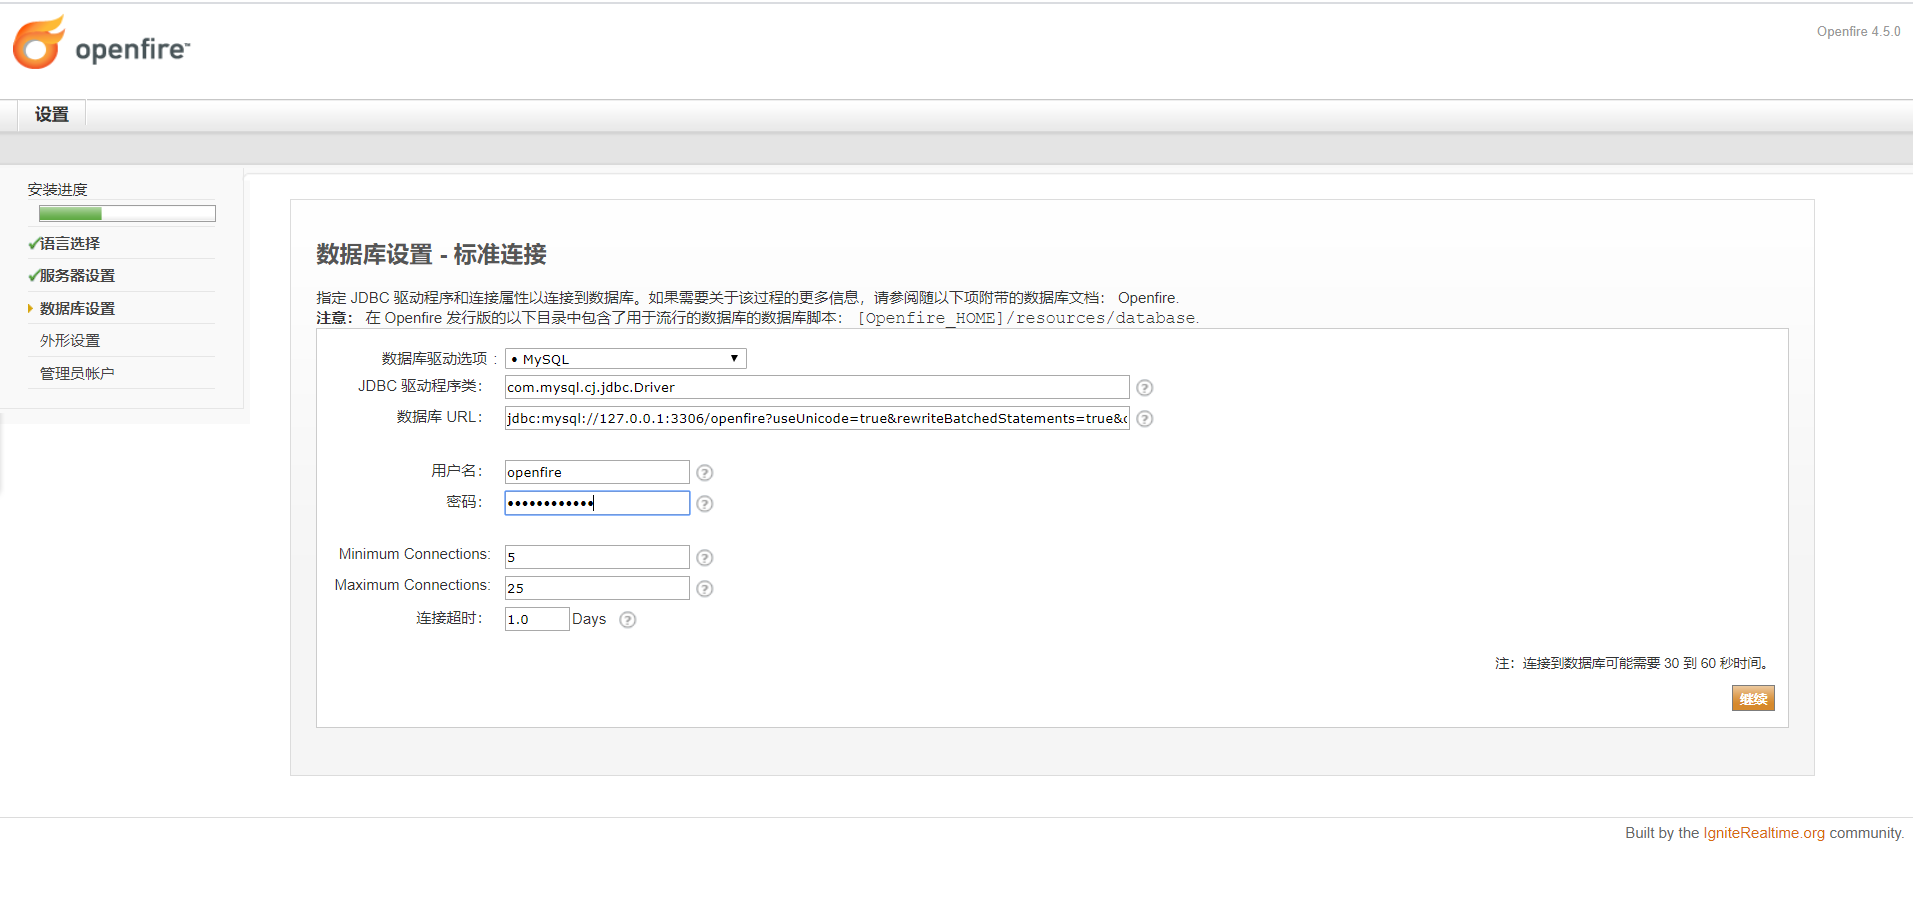 openfire™
Openfire 4.5.0
设置
安装进度
语言选择
服务器设置
数据库设置
外形设置
管理员帐户
数据库设置 - 标准连接
指定 JDBC 驱动程序和连接属性以连接到数据库。如果需要关于该过程的更多信息，请参阅随以下项附带的数据库文档： Openfire.
注意： 在 Openfire 发行版的以下目录中包含了用于流行的数据库的数据库脚本： [Openfire_HOME]/resources/database.
数据库驱动选项： • MySQL
JDBC 驱动程序类： com.mysql.cj.jdbc.Driver
数据库 URL： jdbc:mysql://127.0.0.1:3306/openfire?useUnicode=true&rewriteBatchedStatements=true&c
用户名： openfire
密码： ••••••••••••
Minimum Connections: 5
Maximum Connections: 25
连接超时： 1.0 Days
注：连接到数据库可能需要 30 到 60 秒时间。
继续
Built by the IgniteRealtime.org community.